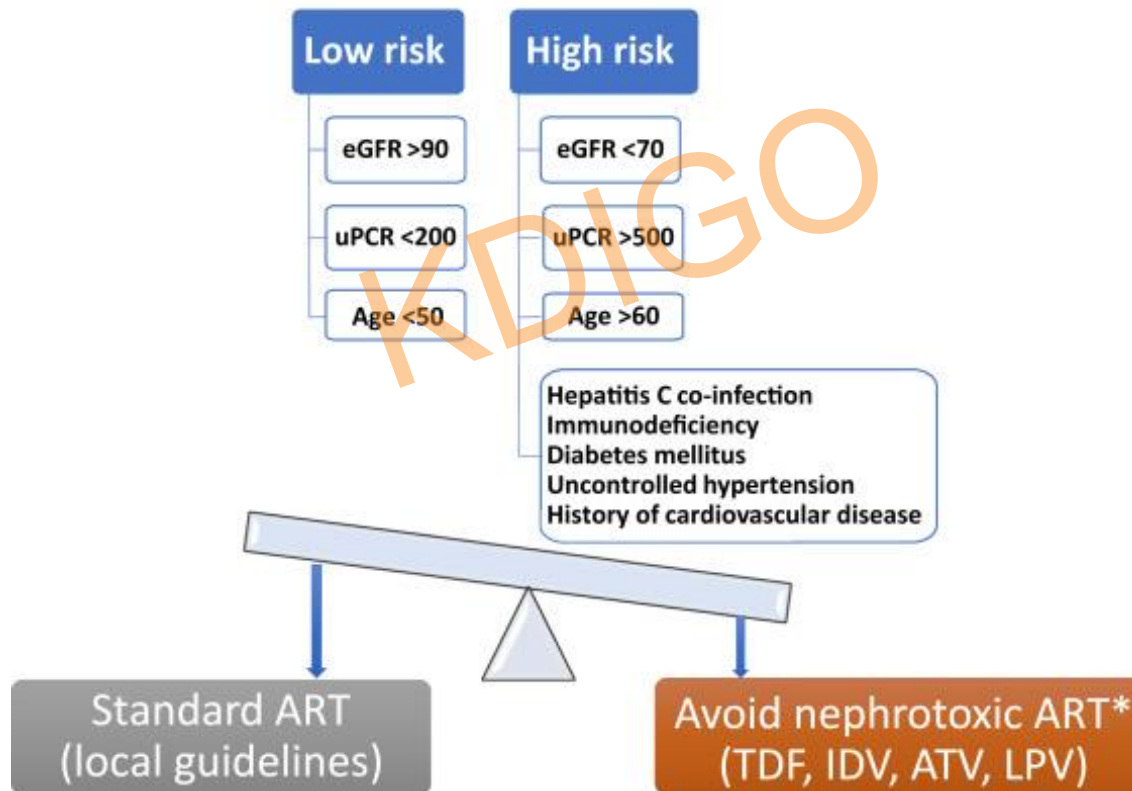 Low risk
High risk
eGFR >90
eGFR <70
uPCR <200
uPCR >500
Age <50
Age >60
KDIGO
Hepatitis C co-infection
Immunodeficiency
Diabetes mellitus
Uncontrolled hypertension
History of cardiovascular disease
Standard ART
(local guidelines)
Avoid nephrotoxic ART*
(TDF, IDV, ATV, LPV)